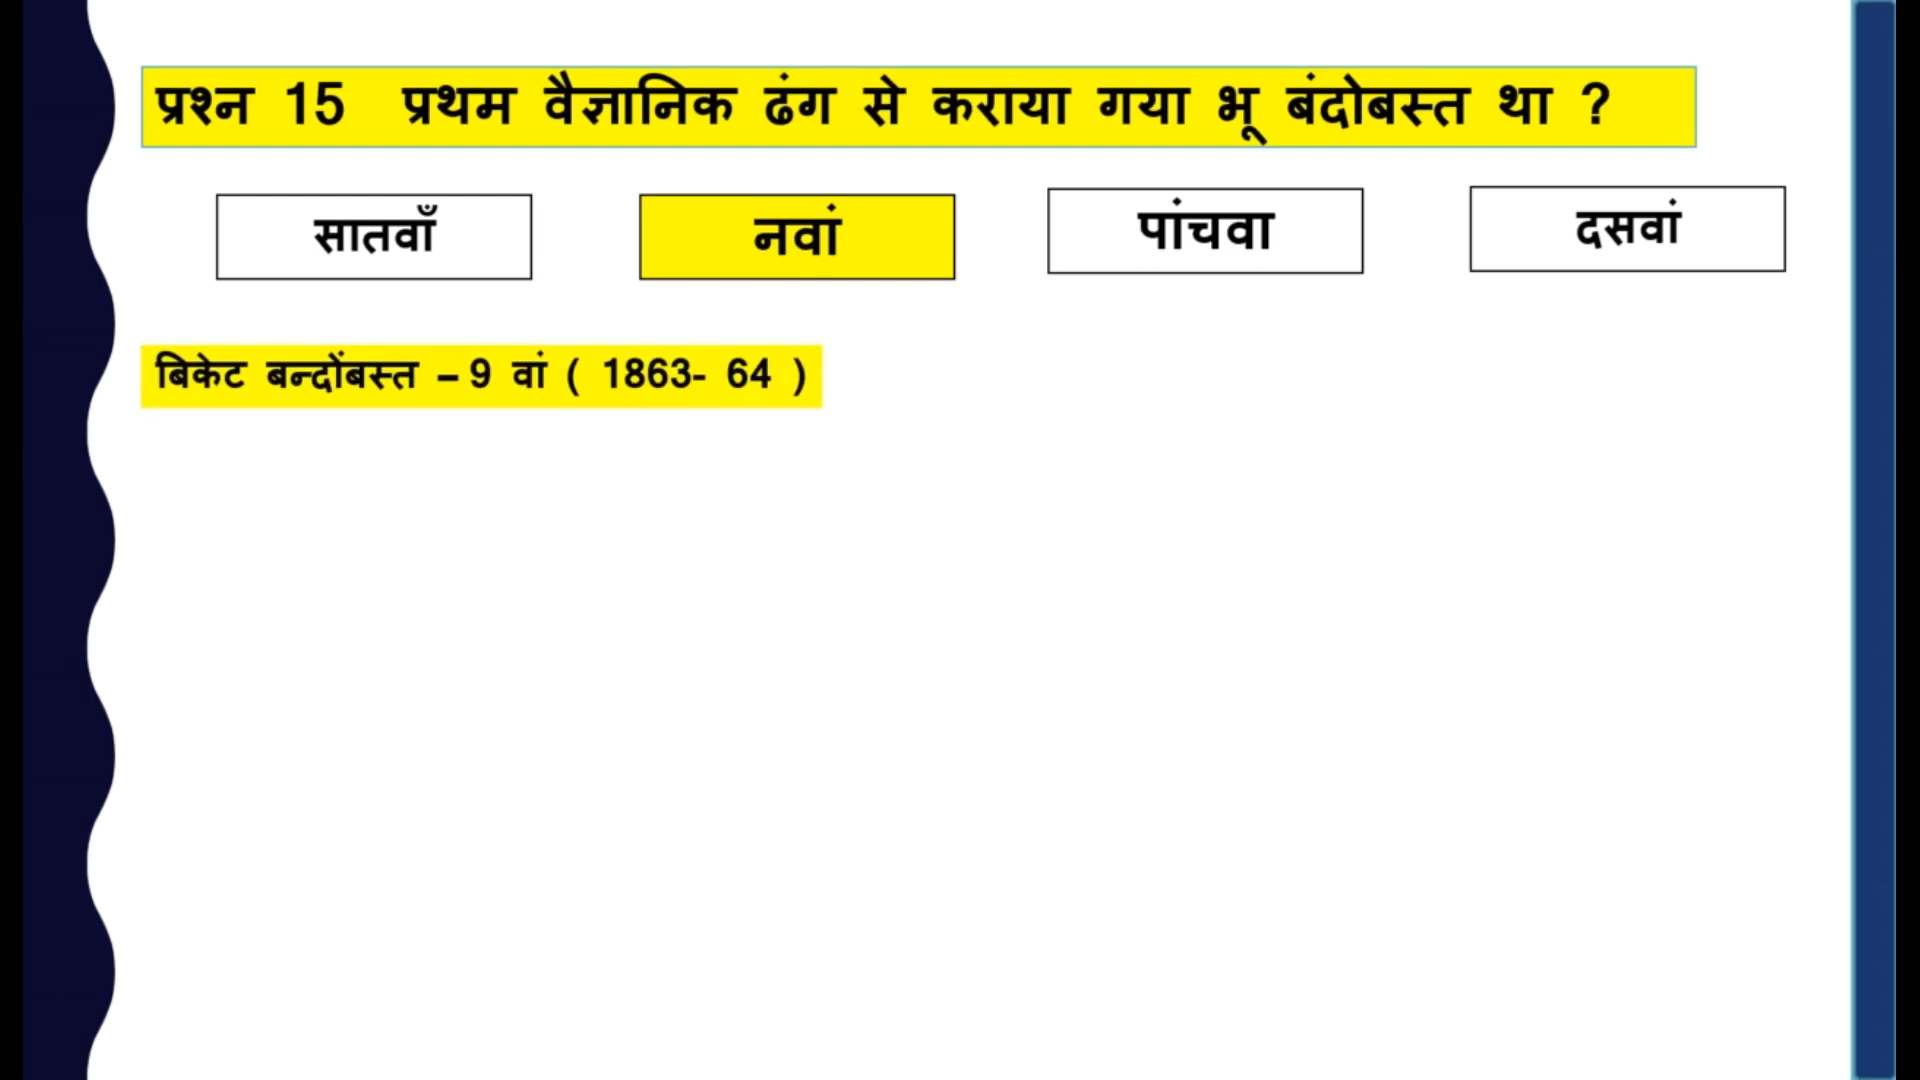 प्रश्न 15 प्रथम वैज्ञानिक ढंग से कराया गया भू बंदोबस्त था ?
सातवाँ नवां पांचवा दसवां
बिकेट बन्दोंबस्त – 9 वां ( 1863- 64 )